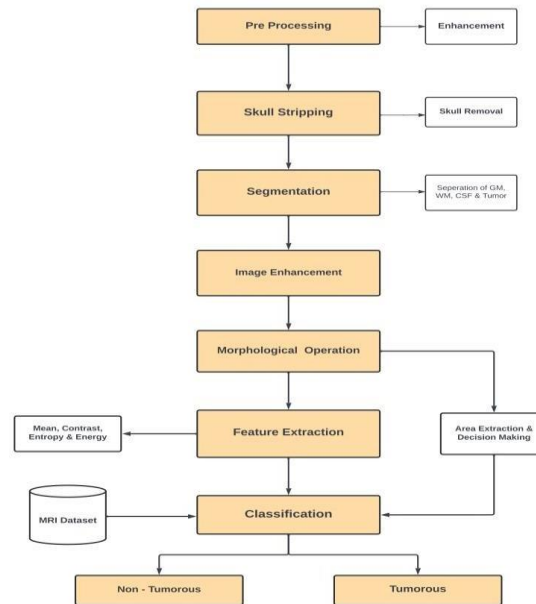 Pre Processing
Enhancement
Skull Stripping
Skull Removal
Segmentation
Seperation of GM,
WM, CSF & Tumor
Image Enhancement
Morphological Operation
Mean, Contrast,
Entropy & Energy
Feature Extraction
Area Extraction &
Decision Making
MRI Dataset
Classification
Non - Tumorous
Tumorous